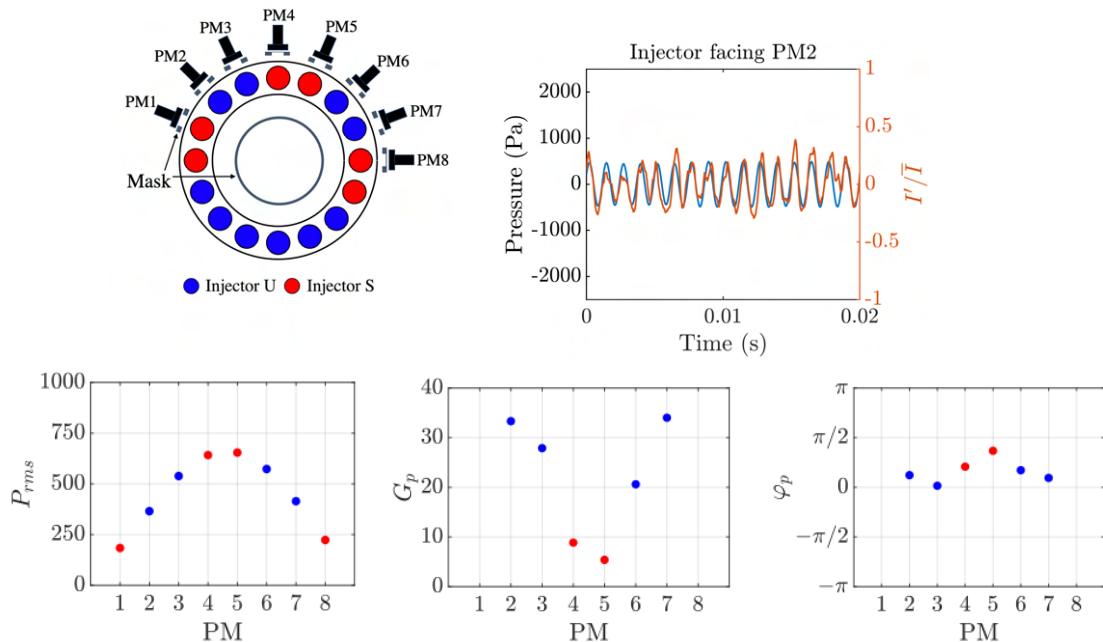 PM4
PM3
PM5
PM2
PM6
PM1
PM7
PM8
Mask
Injector U
Injector S
Injector facing PM2
2000
1000
0
-1000
-2000
Pressure (Pa)
1
0.5
0
-0.5
-1
I'/Ī
0
0.01
0.02
Time (s)
1000
750
500
250
0
P_rms
1 2 3 4 5 6 7 8
PM
40
30
20
10
0
G_p
1 2 3 4 5 6 7 8
PM
π
π/2
0
−π/2
−π
φ_p
1 2 3 4 5 6 7 8
PM